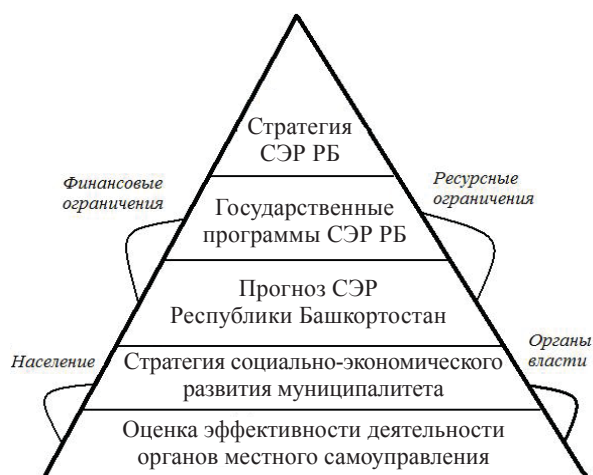 Стратегия
СЭР РБ
Финансовые
ограничения
Ресурсные
ограничения
Государственные
программы СЭР РБ
Прогноз СЭР
Республики Башкортостан
Население
Органы
власти
Стратегия социально-экономического
развития муниципалитета
Оценка эффективности деятельности
органов местного самоуправления